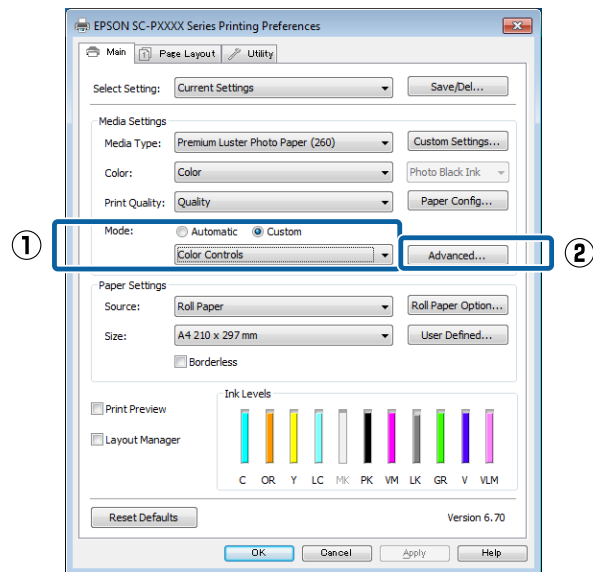 EPSON SC-PXXXX Series Printing Preferences
Main Page Layout Utility
Select Setting: Current Settings Save/Del...
Media Settings
Media Type: Premium Luster Photo Paper (260) Custom Settings...
Color: Color Photo Black Ink
Print Quality: Quality Paper Config...
Mode: Automatic Custom
① Color Controls Advanced... ②
Paper Settings
Source: Roll Paper Roll Paper Option...
Size: A4 210 x 297 mm User Defined...
Borderless
Ink Levels
Print Preview
Layout Manager
C OR Y LC MK PK VM LK GR V VLM
Reset Defaults Version 6.70
OK Cancel Apply Help